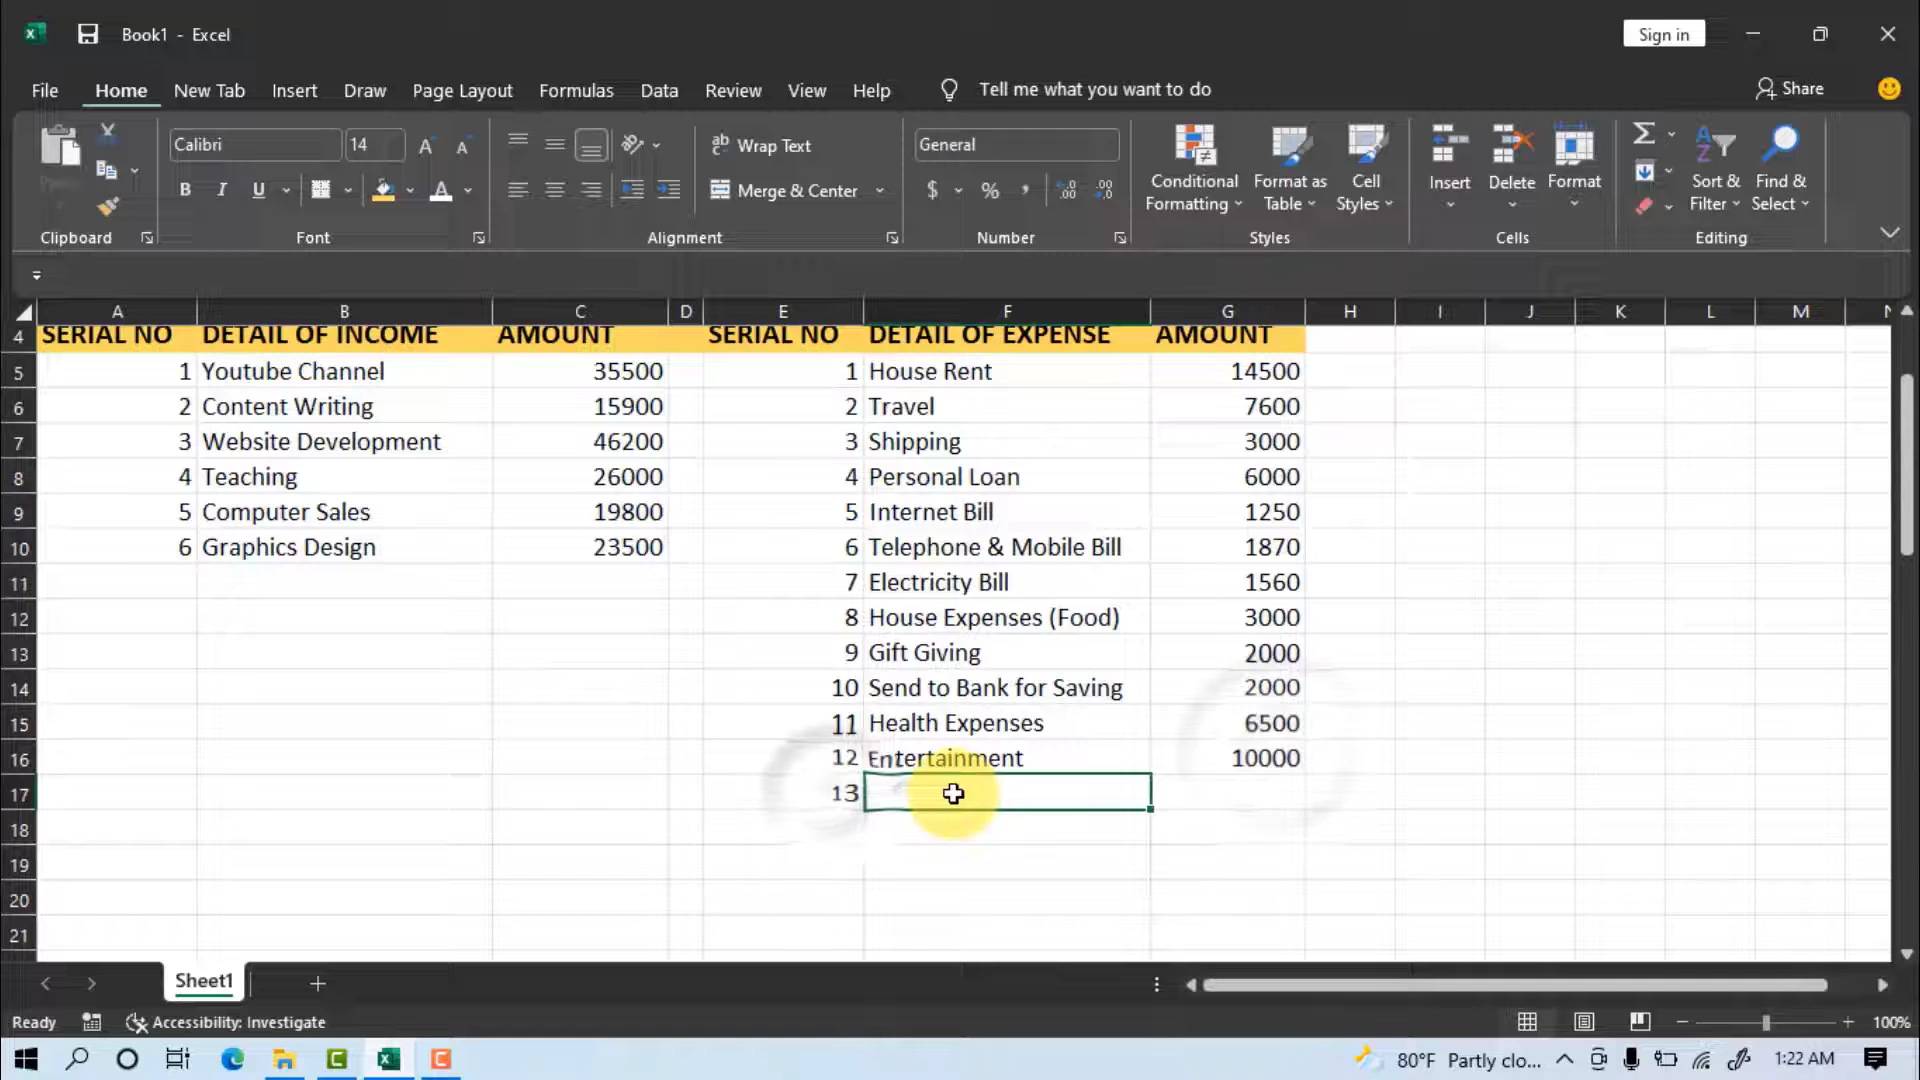 Book1 - Excel
Sign in
File Home New Tab Insert Draw Page Layout Formulas Data Review View Help Tell me what you want to do Share
Calibri 14 Wrap Text General
B I U Merge & Center $ % , Conditional Formatting Format as Table Cell Styles Insert Delete Format Sort & Filter Find & Select
Clipboard Font Alignment Number Styles Cells Editing
A B C D E F G H I J K L M N
4 SERIAL NO DETAIL OF INCOME AMOUNT SERIAL NO DETAIL OF EXPENSE AMOUNT
5 1 Youtube Channel 35500 1 House Rent 14500
6 2 Content Writing 15900 2 Travel 7600
7 3 Website Development 46200 3 Shipping 3000
8 4 Teaching 26000 4 Personal Loan 6000
9 5 Computer Sales 19800 5 Internet Bill 1250
10 6 Graphics Design 23500 6 Telephone & Mobile Bill 1870
11 7 Electricity Bill 1560
12 8 House Expenses (Food) 3000
13 9 Gift Giving 2000
14 10 Send to Bank for Saving 2000
15 11 Health Expenses 6500
16 12 Entertainment 10000
17 13
18
19
20
21
Sheet1
Ready Accessibility: Investigate 100%
80°F Partly clo... 1:22 AM